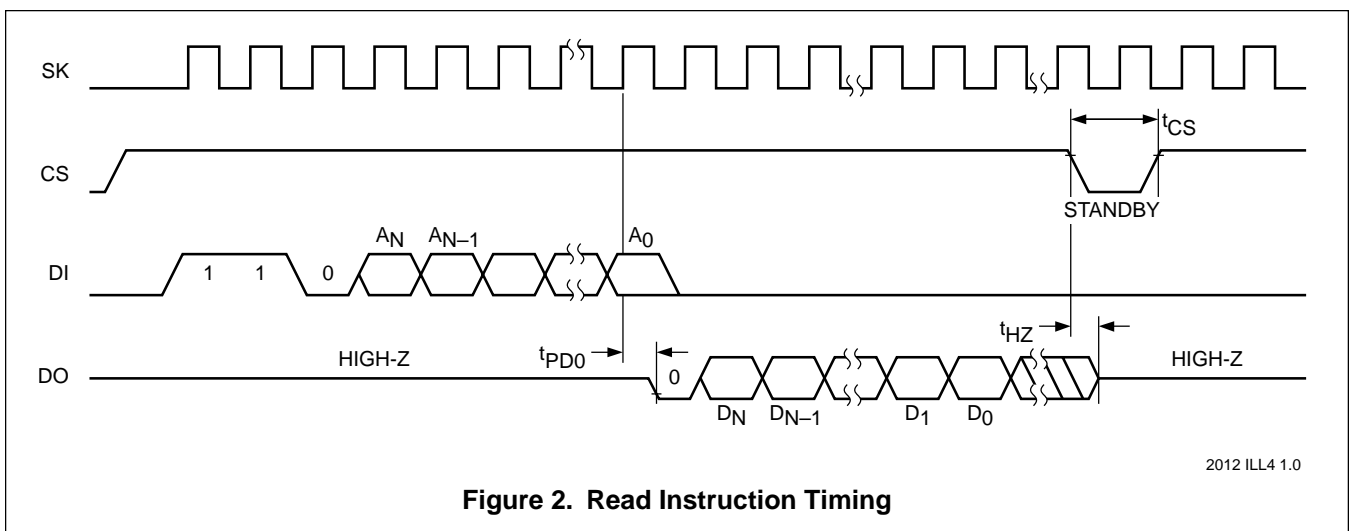 SK
CS
tCS
STANDBY
DI
1 1 0 AN AN–1 A0
DO
HIGH-Z
tPD0
0
DN DN–1 D1 D0
tHZ
HIGH-Z
2012 ILL4 1.0
Figure 2. Read Instruction Timing